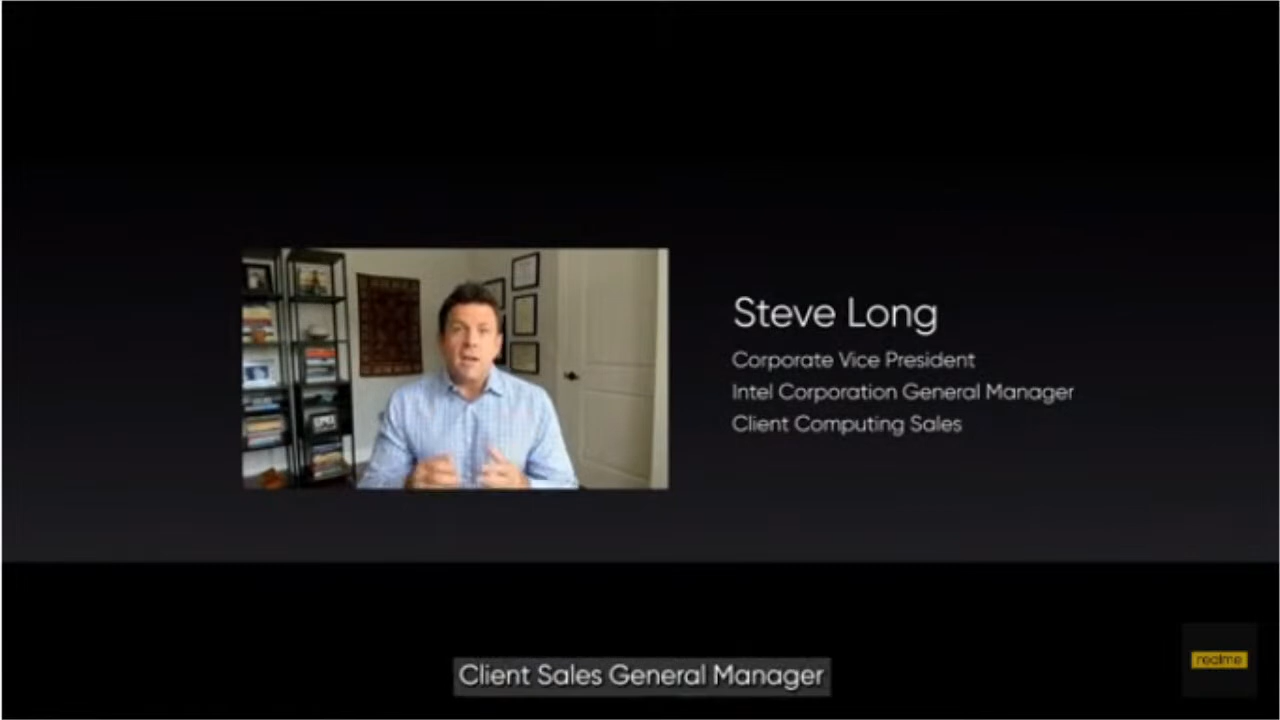 Steve Long
Corporate Vice President
Intel Corporation General Manager
Client Computing Sales
realme
Client Sales General Manager